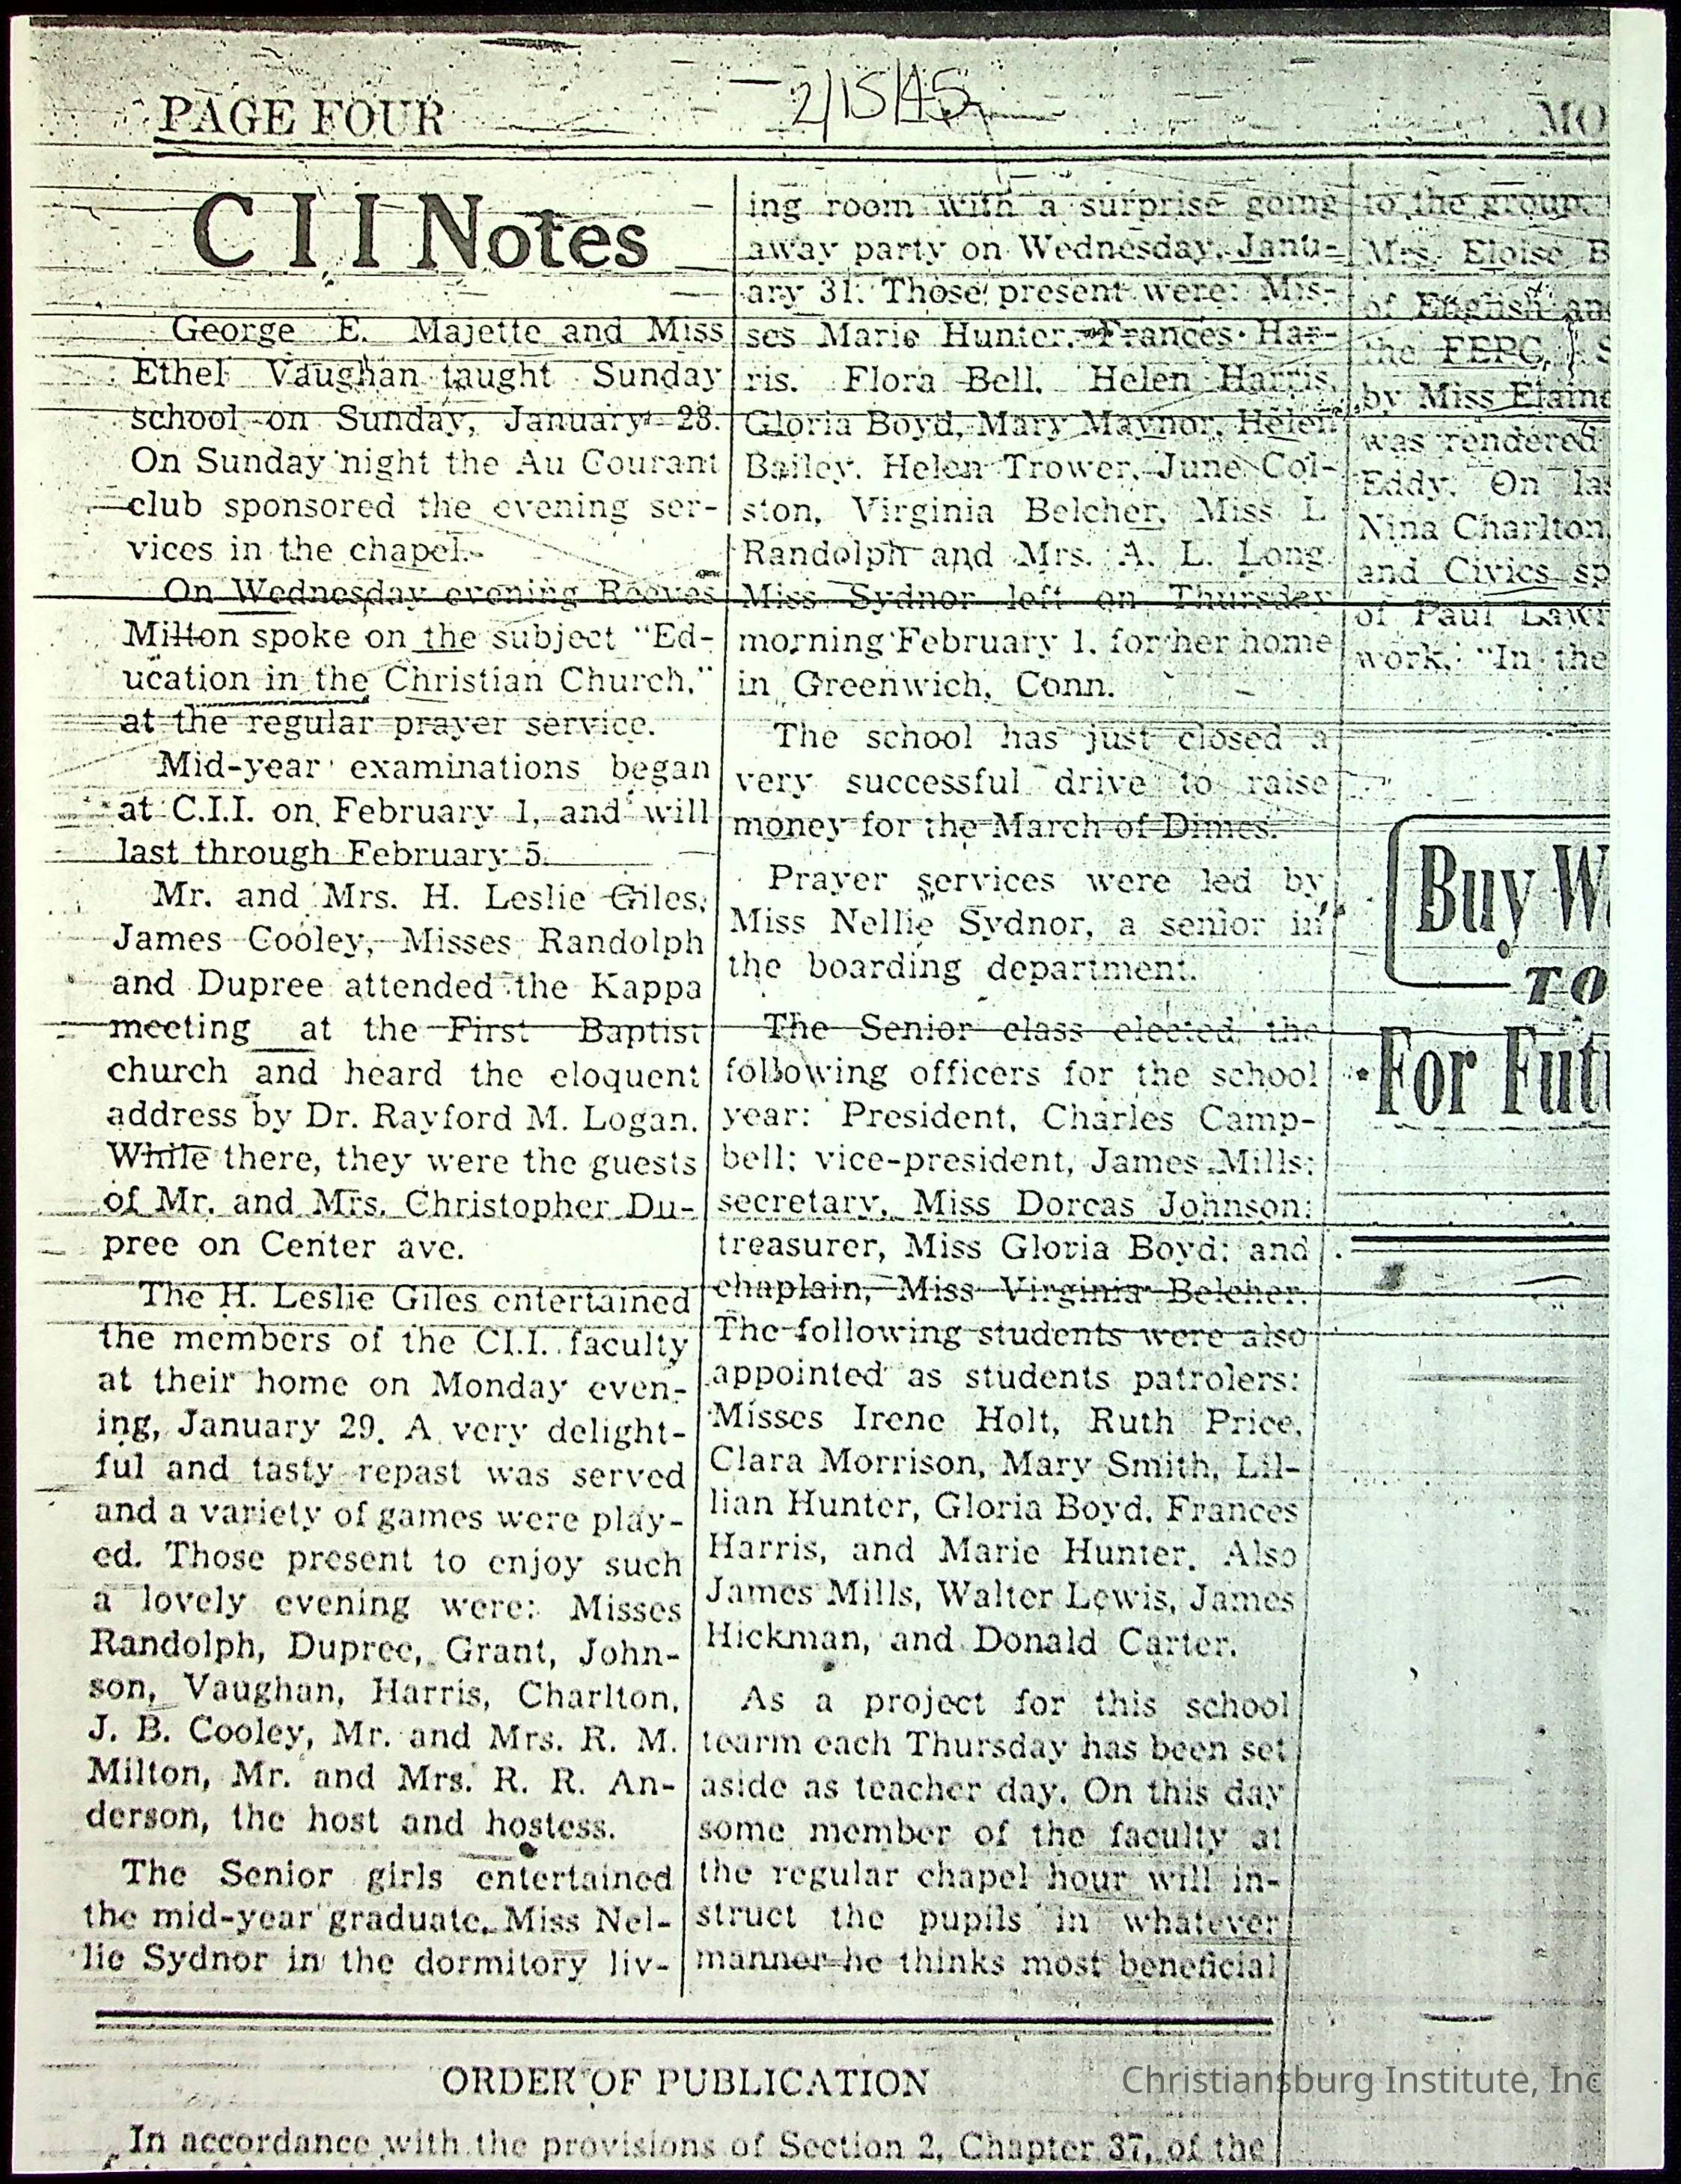 PAGE FOUR
2/15/45
MO
C I I Notes
George E. Majette and Miss
Ethel Vaughan taught Sunday
school on Sunday, January 28.
On Sunday night the Au Courant
club sponsored the evening ser-
vices in the chapel.
On Wednesday evening Reeves
Milton spoke on the subject "Ed-
ucation in the Christian Church,"
at the regular prayer service.
Mid-year examinations began
at C.I.I. on February 1, and will
last through February 5.
Mr. and Mrs. H. Leslie Giles,
James Cooley, Misses Randolph
and Dupree attended the Kappa
meeting at the First Baptist
church and heard the eloquent
address by Dr. Rayford M. Logan.
While there, they were the guests
of Mr. and Mrs. Christopher Du-
pree on Center ave.
The H. Leslie Giles entertained
the members of the CI.I. faculty
at their home on Monday even-
ing, January 29. A very delight-
ful and tasty repast was served
and a variety of games were play-
ed. Those present to enjoy such
a lovely evening were: Misses
Randolph, Dupree, Grant, John-
son, Vaughan, Harris, Charlton,
J. B. Cooley, Mr. and Mrs. R. M.
Milton, Mr. and Mrs. R. R. An-
derson, the host and hostess.
The Senior girls entertained
the mid-year graduate, Miss Nel-
lie Sydnor in the dormitory liv-
ing room with a surprise going
away party on Wednesday, Janu-
ary 31. Those present were: Mis-
ses Marie Hunter, Frances Har-
ris, Flora Bell, Helen Harris,
Gloria Boyd, Mary Maynor, Helen
Bailey, Helen Trower, June Col-
ston, Virginia Belcher, Miss L
Randolph and Mrs. A. L. Long.
Miss Sydnor left on Thursday
morning February 1, for her home
in Greenwich, Conn.
The school has just closed a
very successful drive to raise
money for the March of Dimes.
Prayer services were led by
Miss Nellie Sydnor, a senior in
the boarding department.
The Senior class elected the
following officers for the school
year: President, Charles Camp-
bell; vice-president, James Mills;
secretary, Miss Dorcas Johnson;
treasurer, Miss Gloria Boyd; and
chaplain, Miss Virginia Belcher.
The following students were also
appointed as students patrolers:
Misses Irene Holt, Ruth Price,
Clara Morrison, Mary Smith, Lil-
lian Hunter, Gloria Boyd, Frances
Harris, and Marie Hunter. Also
James Mills, Walter Lewis, James
Hickman, and Donald Carter.
As a project for this school
tearm each Thursday has been set
aside as teacher day. On this day
some member of the faculty at
the regular chapel hour will in-
struct the pupils in whatever
manner he thinks most beneficial
to the group.
Mrs. Eloise B
of English an
the FEPC. S
by Miss Elaine
was rendered
Eddy. On las
Nina Charlton,
and Civics sp
of Paul Lawr
work, "In the
Buy W
TO
For Futu
ORDER OF PUBLICATION
In accordance with the provisions of Section 2, Chapter 37, of the
Christiansburg Institute, Inc